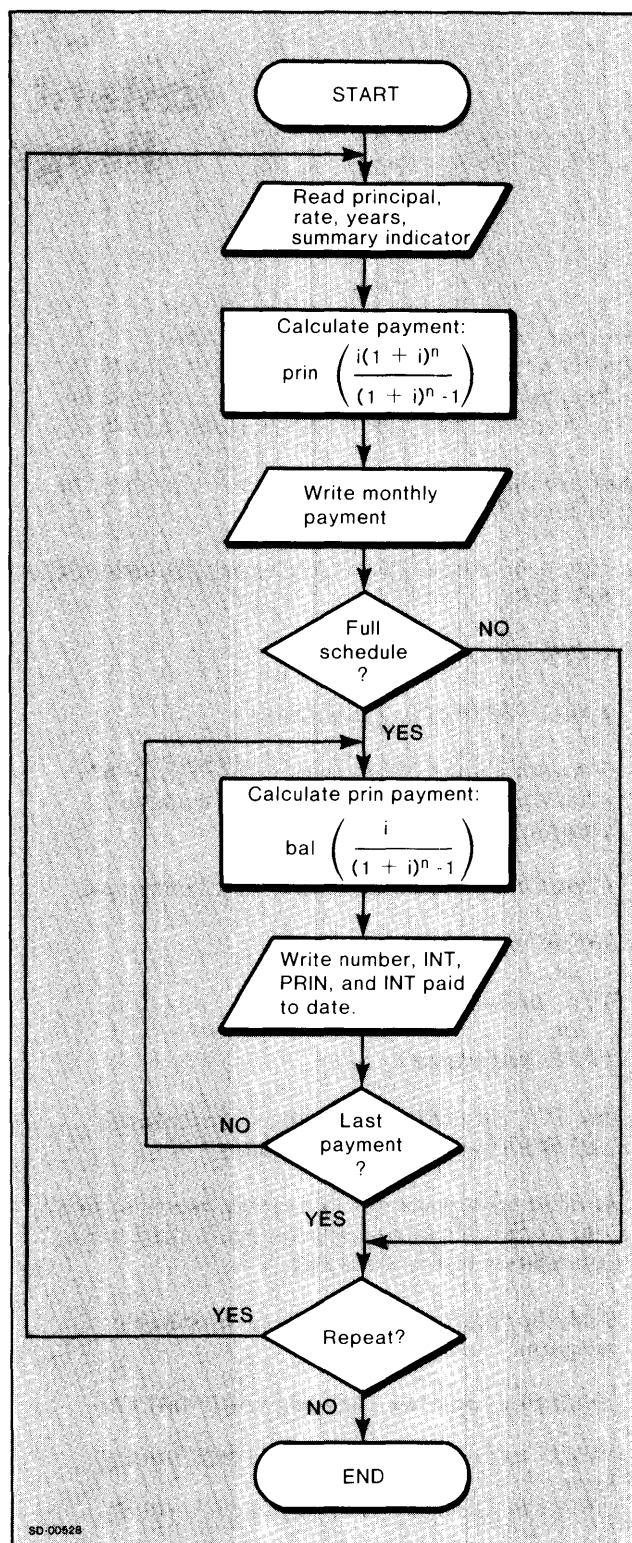 START
Read principal,
rate, years,
summary indicator
Calculate payment:
prin ( i(1 + i)ⁿ / (1 + i)ⁿ -1 )
Write monthly
payment
Full
schedule
?
NO
YES
Calculate prin payment:
bal ( i / (1 + i)ⁿ -1 )
Write number, INT,
PRIN, and INT paid
to date.
Last
payment
?
NO
YES
Repeat?
YES
NO
END
SD-00528